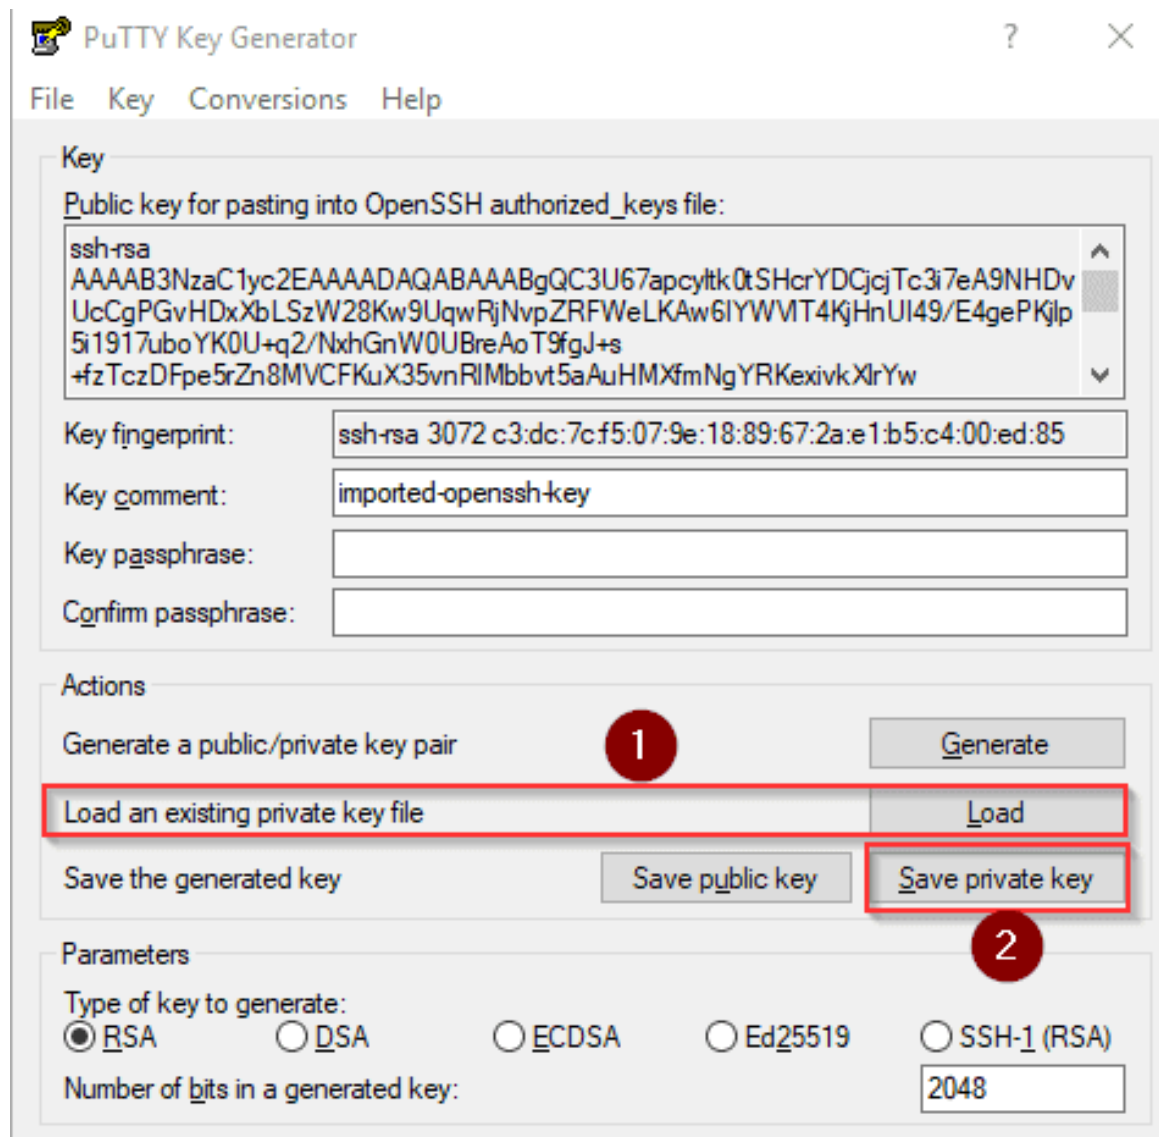 PuTTY Key Generator
?
File Key Conversions Help
Key
Public key for pasting into OpenSSH authorized_keys file:
ssh-rsa
AAAAB3NzaC1yc2EAAAADAQABAAABgQC3U67apcyltk0tSHcrYDCjcjTc3i7eA9NHDv
UcCgPGvHDxXbLSzW28Kw9UqwRjNvpZRFWeLKAw6IYWVlT4KjHnUI49/E4gePKjlp
5i1917uboYK0U+q2/NxhGnW0UBreAoT9fgJ+s
+fzTczDFpe5rZn8MVCFKuX35vnRlMbbvt5aAuHMXfmNgYRKexivkXlrYw
Key fingerprint: ssh-rsa 3072 c3:dc:7c:f5:07:9e:18:89:67:2a:e1:b5:c4:00:ed:85
Key comment: imported-openssh-key
Key passphrase:
Confirm passphrase:
Actions
Generate a public/private key pair 1 Generate
Load an existing private key file Load
Save the generated key Save public key Save private key
2
Parameters
Type of key to generate:
RSA DSA ECDSA Ed25519 SSH-1 (RSA)
Number of bits in a generated key: 2048